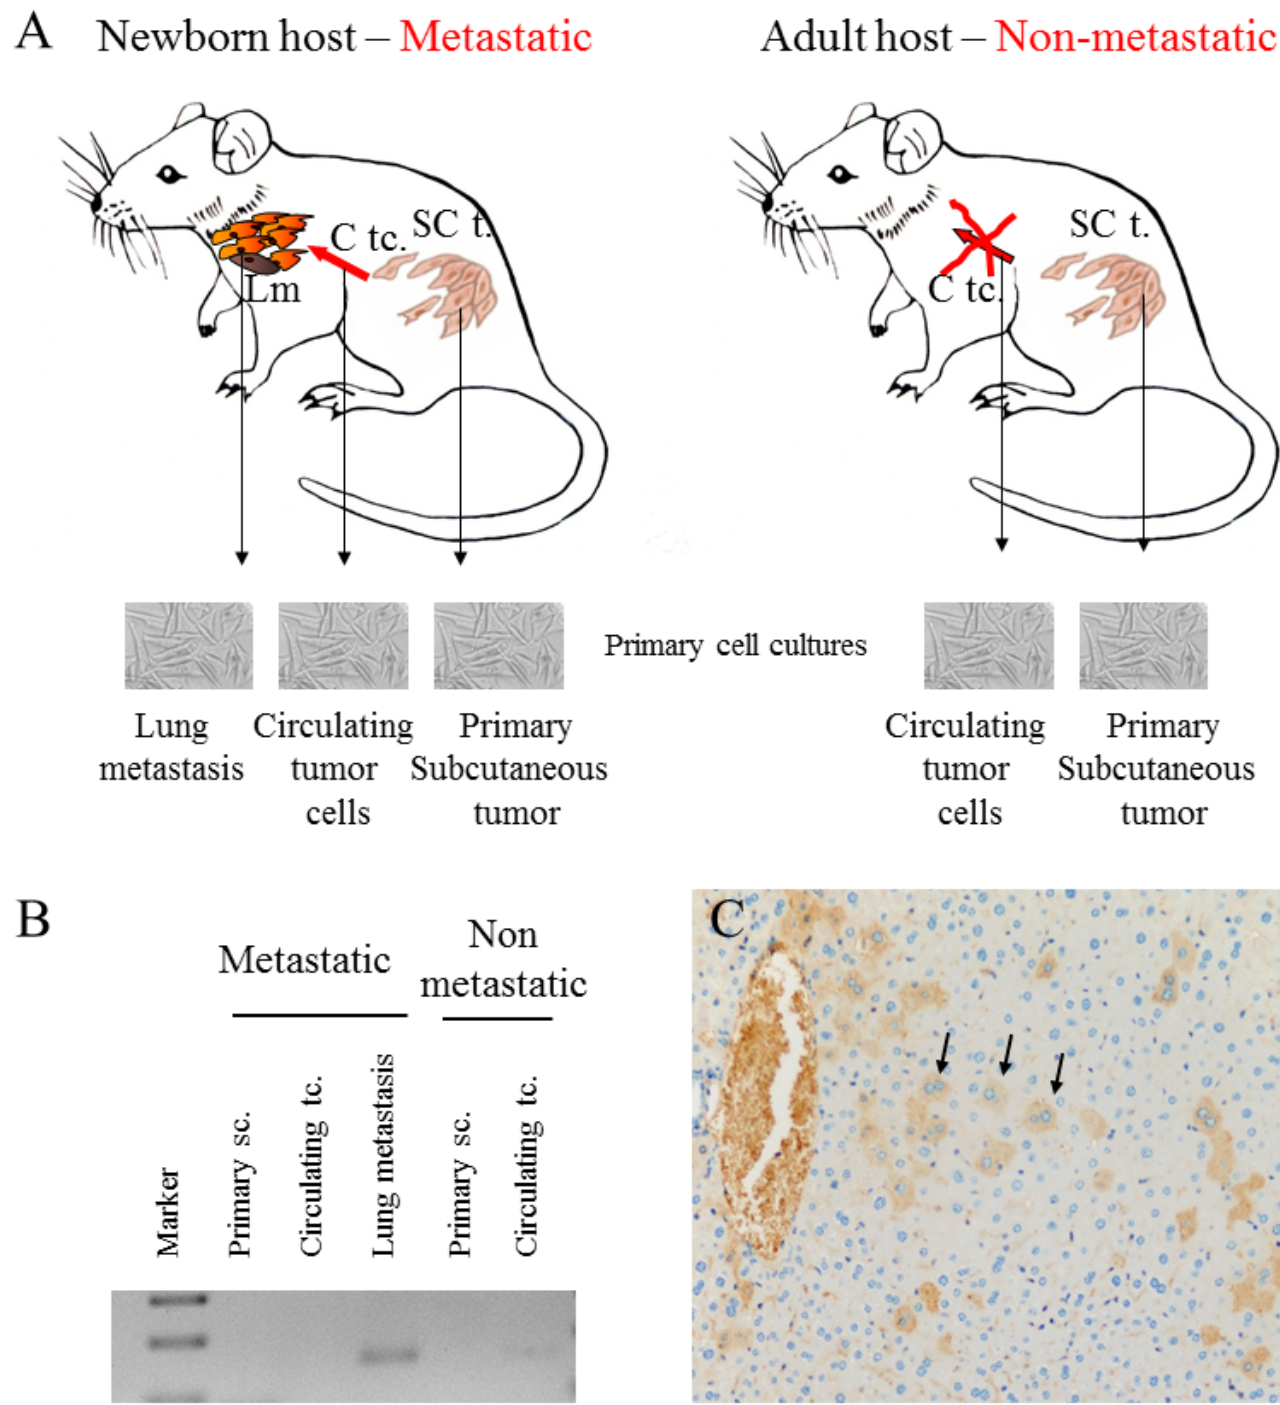 A
Newborn host – Metastatic
Adult host – Non-metastatic
C tc.
SC t.
Lm
SC t.
C tc.
Primary cell cultures
Lung
metastasis
Circulating
tumor
cells
Primary
Subcutaneous
tumor
Circulating
tumor
cells
Primary
Subcutaneous
tumor
B
Metastatic
Non
metastatic
Marker
Primary sc.
Circulating tc.
Lung metastasis
Primary sc.
Circulating tc.
C